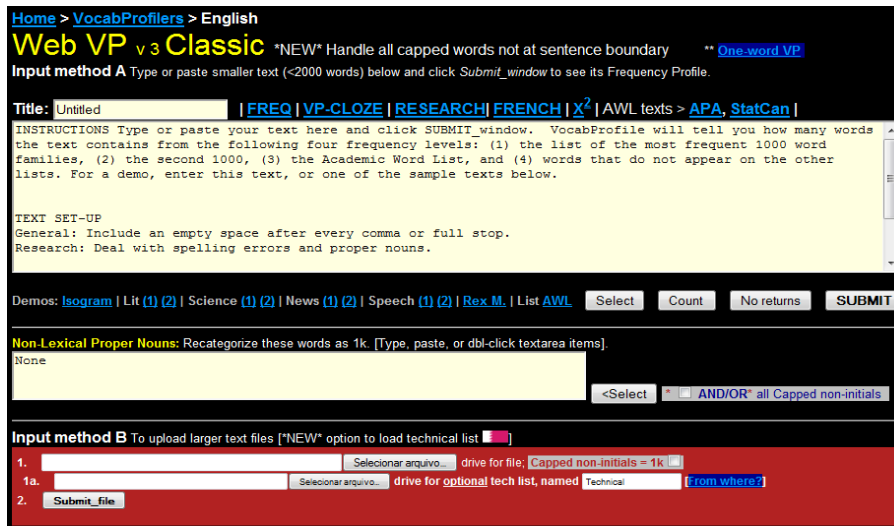 Home > VocabProfilers > English
Web VP v 3 Classic *NEW* Handle all capped words not at sentence boundary ** One-word VP
Input method A Type or paste smaller text (<2000 words) below and click Submit_window to see its Frequency Profile.
Title: Untitled | FREQ | VP-CLOZE | RESEARCH| FRENCH | X² | AWL texts > APA, StatCan |
INSTRUCTIONS Type or paste your text here and click SUBMIT_window. VocabProfile will tell you how many words
the text contains from the following four frequency levels: (1) the list of the most frequent 1000 word
families, (2) the second 1000, (3) the Academic Word List, and (4) words that do not appear on the other
lists. For a demo, enter this text, or one of the sample texts below.
TEXT SET-UP
General: Include an empty space after every comma or full stop.
Research: Deal with spelling errors and proper nouns.
Demos: Isogram | Lit (1) (2) | Science (1) (2) | News (1) (2) | Speech (1) (2) | Rex M. | List AWL Select Count No returns SUBMIT
Non-Lexical Proper Nouns: Recategorize these words as 1k. [Type, paste, or dbl-click textarea items].
None
<Select * AND/OR* all Capped non-initials
Input method B To upload larger text files [*NEW* option to load technical list ]
1. Selecionar arquivo... drive for file; Capped non-initials = 1k
1a. Selecionar arquivo... drive for optional tech list, named Technical [From where?]
2. Submit_file